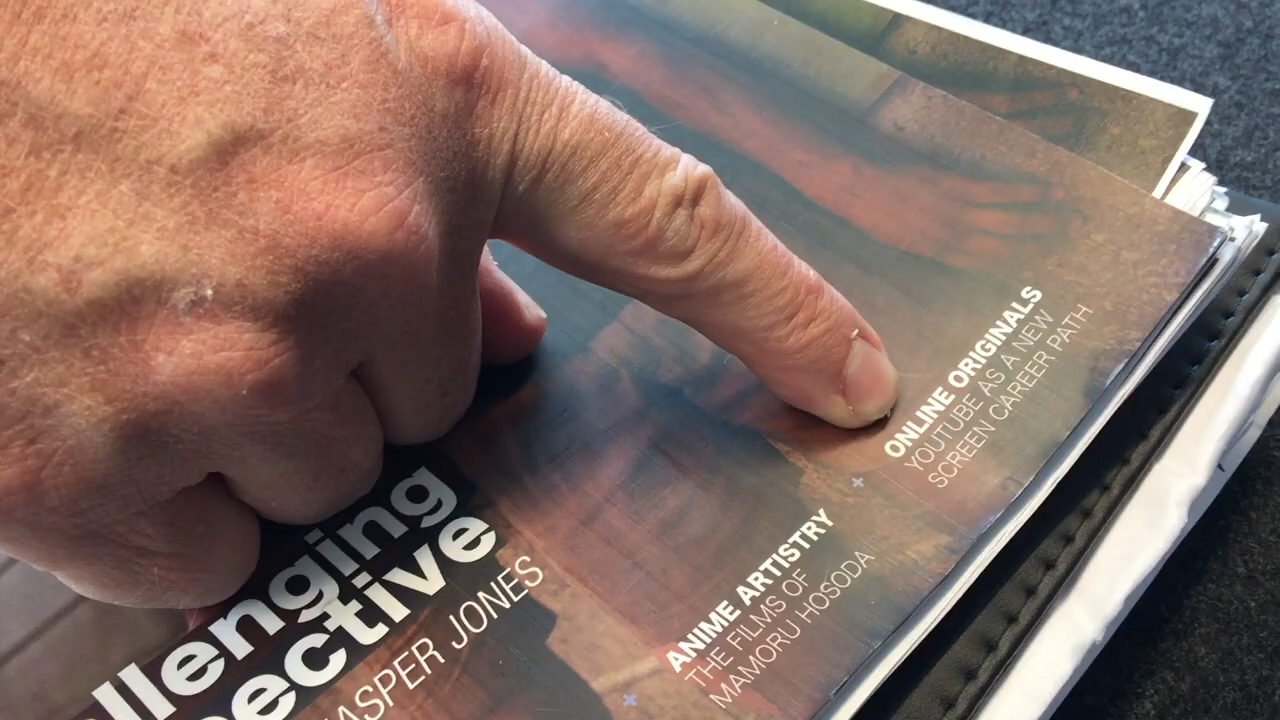 ONLINE ORIGINALS
YOUTUBE AS A NEW
SCREEN CAREER PATH
ANIME ARTISTRY
THE FILMS OF
MAMORU HOSODA
llenging
ective
JASPER JONES